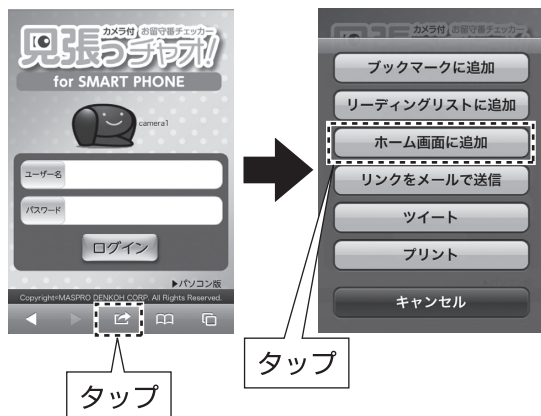 カメラ付 お留守番チェッカー
見張っチャオ!
for SMART PHONE
camera1
ユーザー名
パスワード
ログイン
▶パソコン版
Copyright=MASPRO DENKOH CORP. All Rights Reserved.
タップ
カメラ付 お留守番チェッカー
ブックマークに追加
リーディングリストに追加
ホーム画面に追加
リンクをメールで送信
ツイート
プリント
キャンセル
タップ